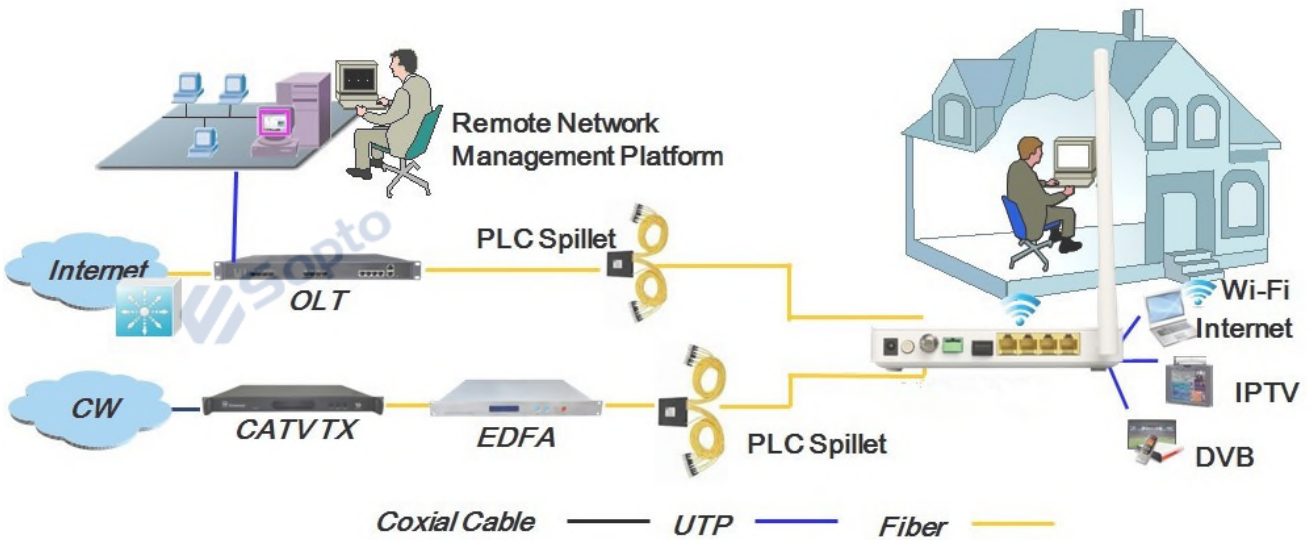 Remote Network
Management Platform
PLC Spillet
Internet
OLT
Sopto
Wi-Fi
Internet
IPTV
DVB
CW
CATV TX
EDFA
PLC Spillet
Coxial Cable
UTP
Fiber